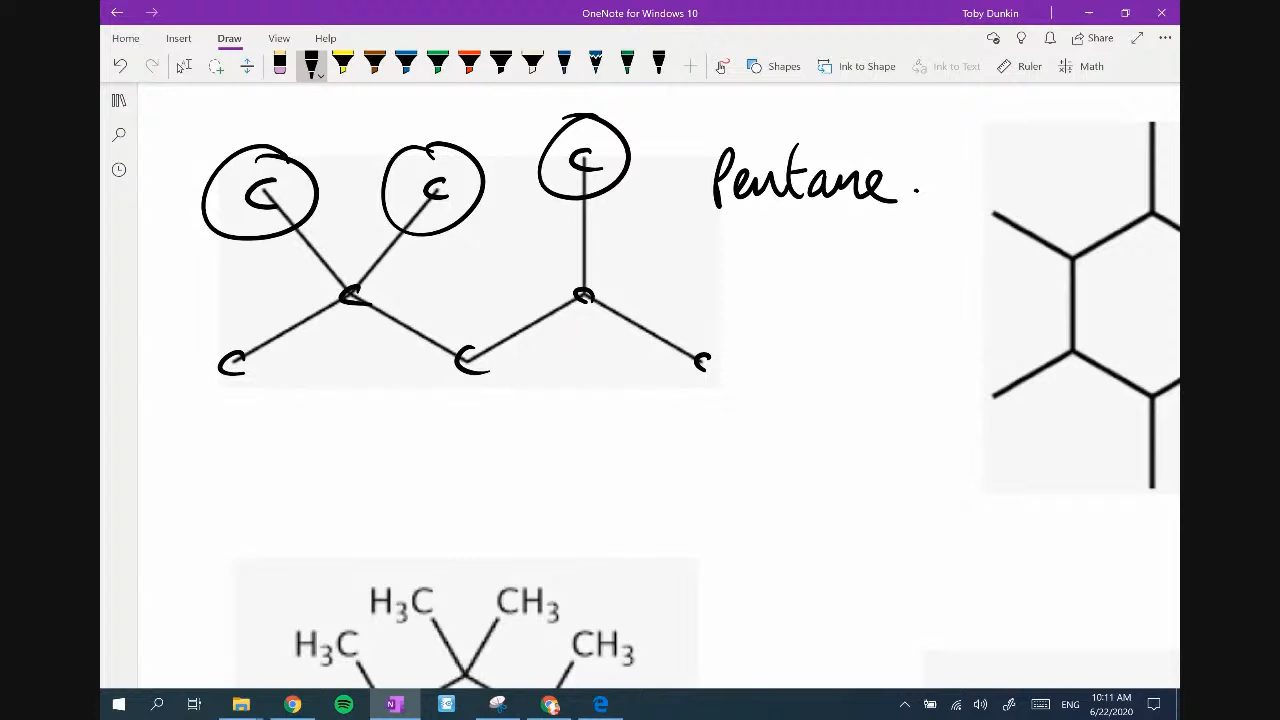 OneNote for Windows 10
Toby Dunkin
Home Insert Draw View Help
Share
Shapes Ink to Shape Ink to Text Ruler Math
C C C Pentane.
C C
C C C
H₃C CH₃
H₃C CH₃
10:11 AM
ENG
6/22/2020